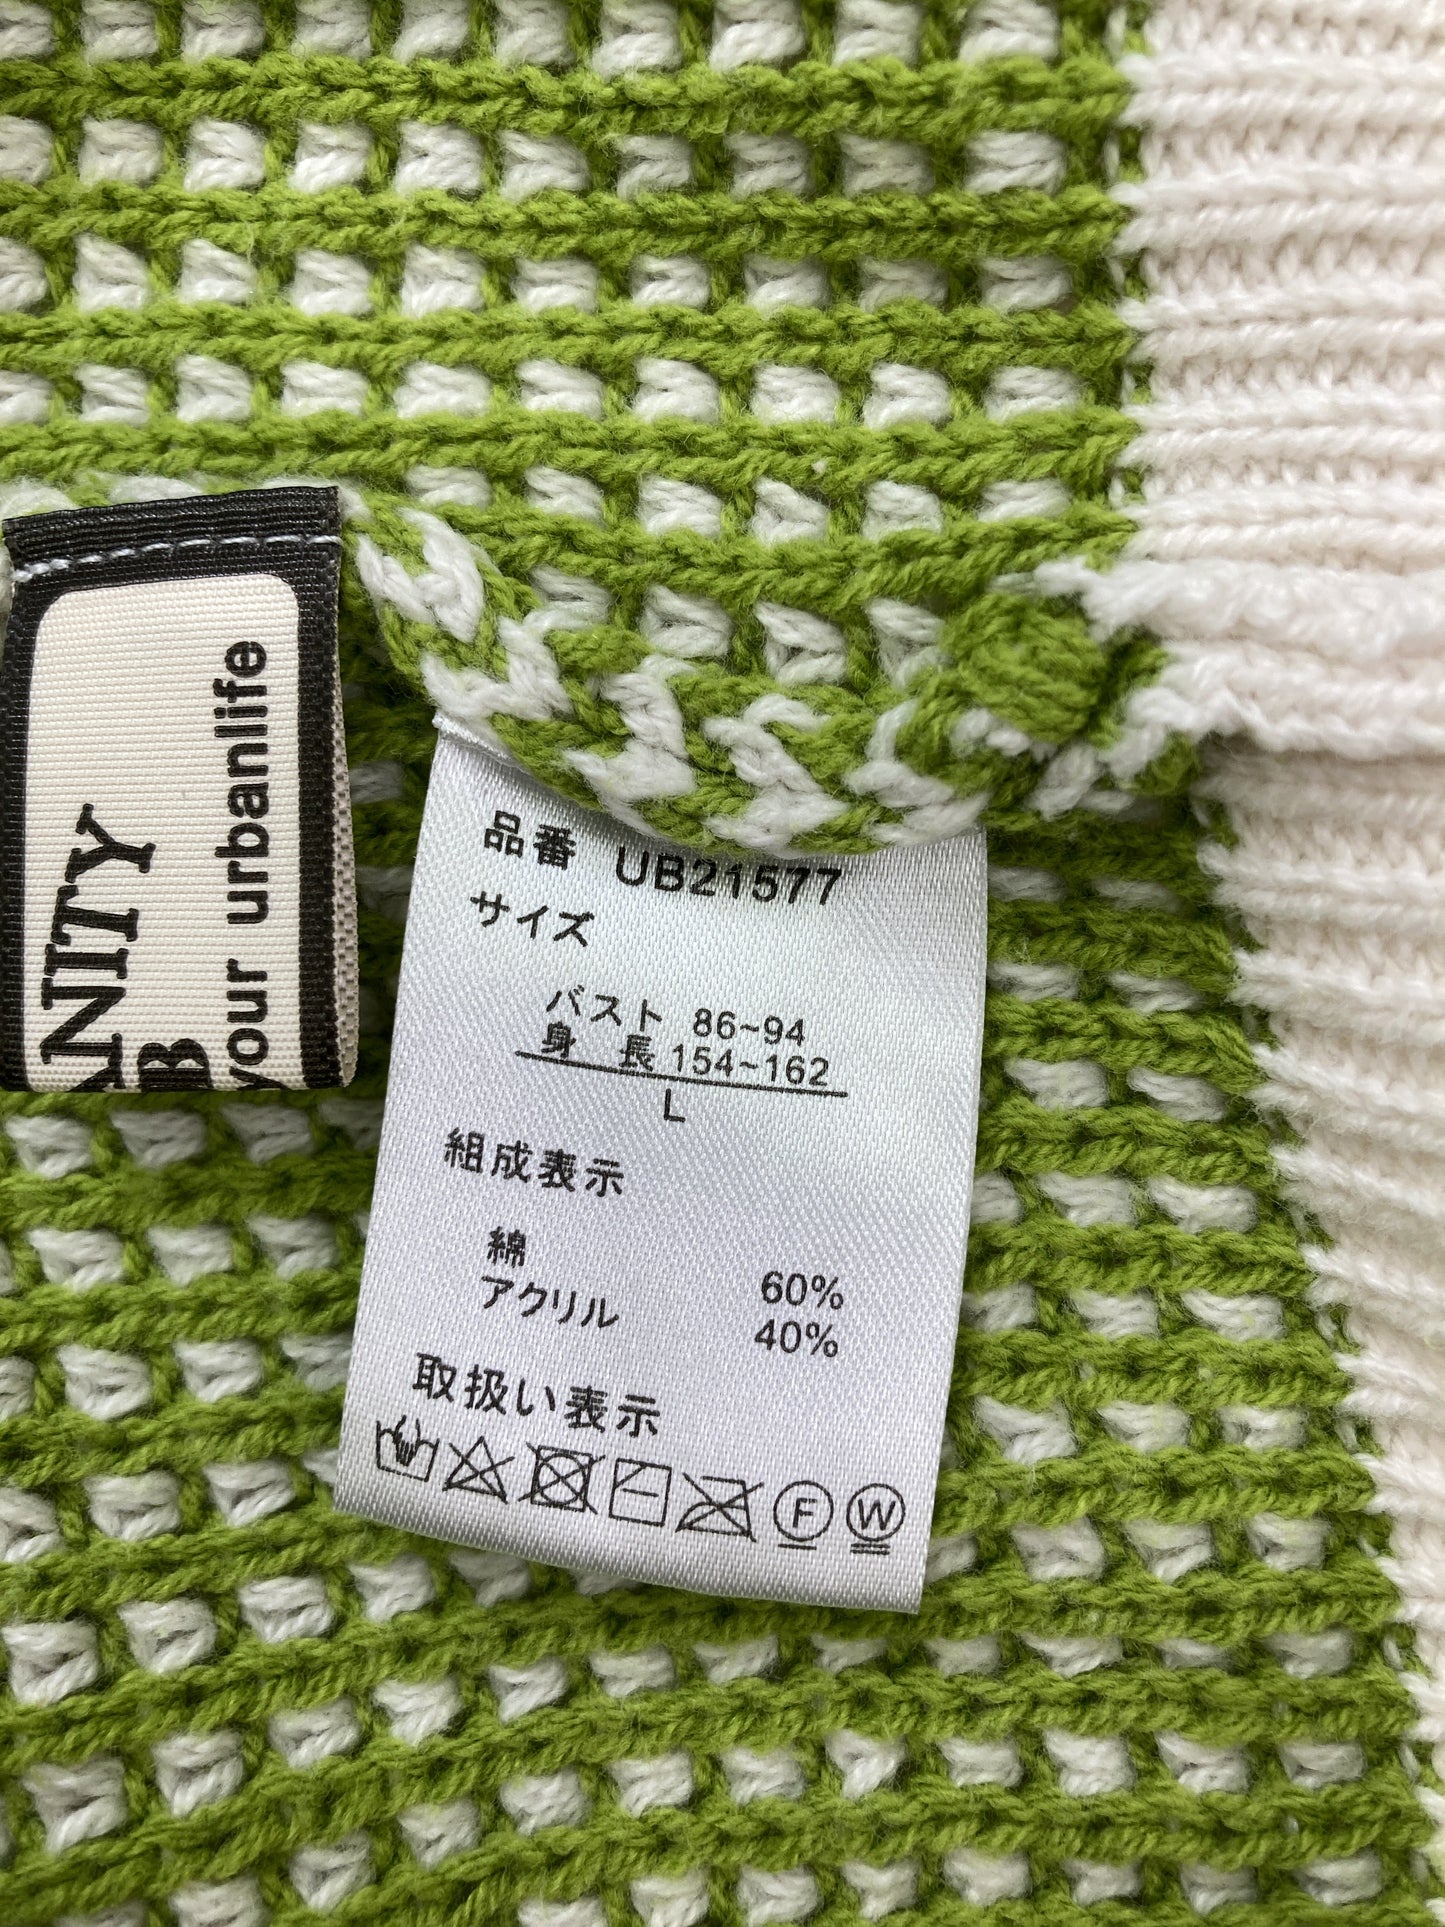 ANITY
B
your urbanlife
品番 UB21577
サイズ
バスト 86~94
身 長 154~162
L
組成表示
綿 60%
アクリル 40%
取扱い表示
F W